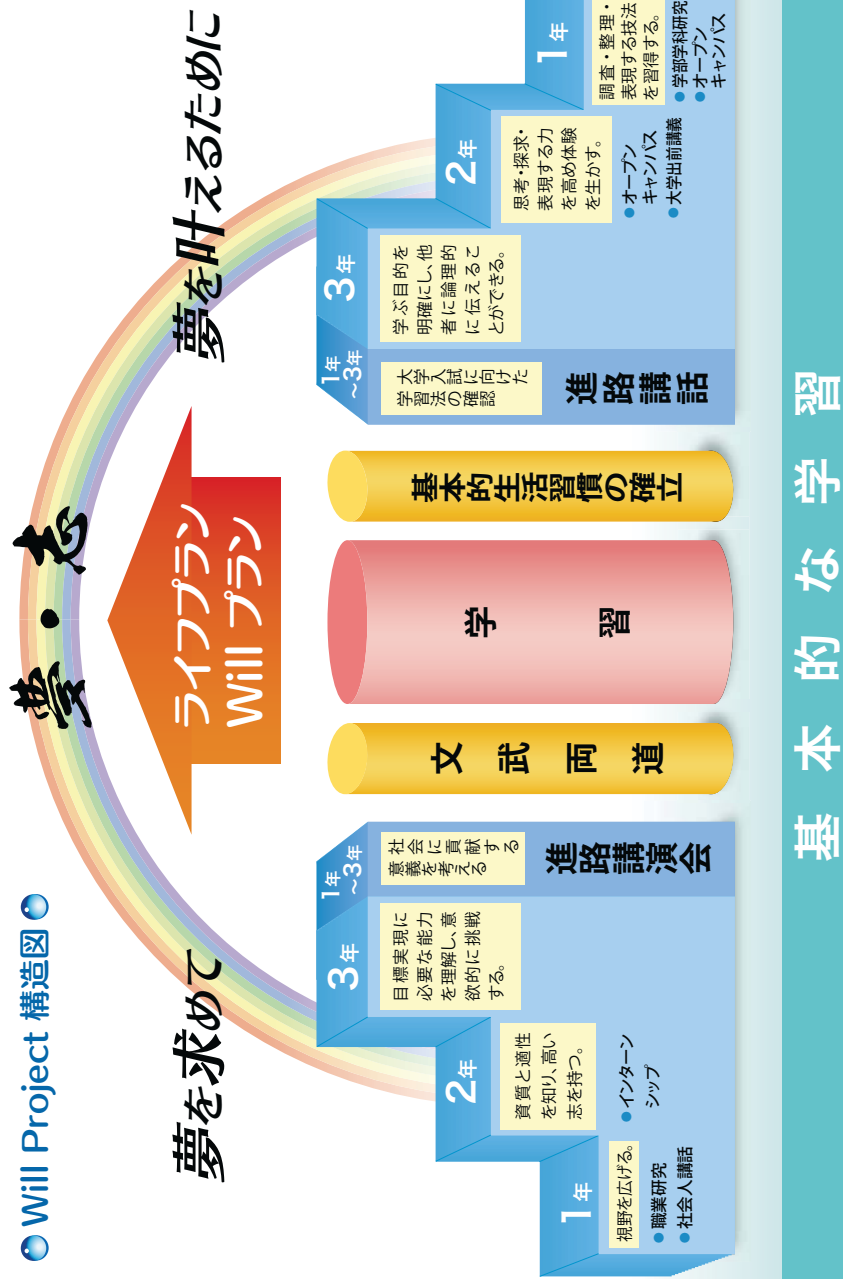 Will Project 構造図
夢・志
夢を求めて
夢を叶えるために
ライフプラン
Will プラン
1年
視野を広げる。
●職業研究
●社会人講話
2年
資質と適性
を知り、高い
志を持つ。
●インターン
シップ
3年
目標実現に
必要な能力
を理解し、意
欲的に挑戦
する。
1年
～3年
社会に貢献する
意義を考える
進路講演会
文武両道
学習
基本的生活習慣の確立
1年
～3年
大学入試に向けた
学習法の確認
進路講話
3年
学ぶ目的を
明確にし、他
者に論理的
に伝えるこ
とができる。
2年
思考・探求・
表現する力
を高め体験
を生かす。
●オープン
キャンパス
●大学出前講義
1年
調査・整理・
表現する技法
を習得する。
●学部学科研究
●オープン
キャンパス
基本的な学習